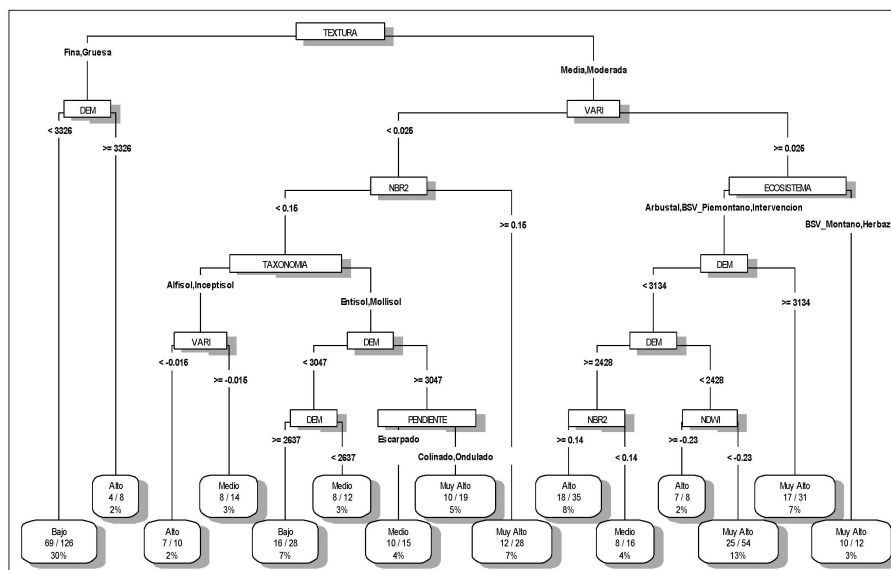 TEXTURA
Fina,Gruesa
Media,Moderada
DEM
VARI
< 3326
>= 3326
< 0.025
>= 0.025
NBR2
ECOSISTEMA
< 0.15
>= 0.15
Arbustal,BSV_Piemontano,Intervencion
BSV_Montano,Herbaz
TAXONOMIA
DEM
Alfisol,Inceptisol
Entisol,Mollisol
< 3134
>= 3134
VARI
DEM
DEM
< -0.015
>= -0.015
< 3047
>= 3047
>= 2428
< 2428
DEM
PENDIENTE
NBR2
NDWI
>= 2637
< 2637
Escarpado
Colinado,Ondulado
>= 0.14
< 0.14
>= -0.23
< -0.23
Alto
4 / 8
2%
Medio
8 / 14
3%
Medio
8 / 12
3%
Muy Alto
10 / 19
5%
Alto
18 / 35
8%
Alto
7 / 8
2%
Muy Alto
17 / 31
7%
Bajo
69 / 126
30%
Alto
7 / 10
2%
Bajo
16 / 28
7%
Medio
10 / 15
4%
Muy Alto
12 / 28
7%
Medio
8 / 16
4%
Muy Alto
25 / 54
13%
Muy Alto
10 / 12
3%